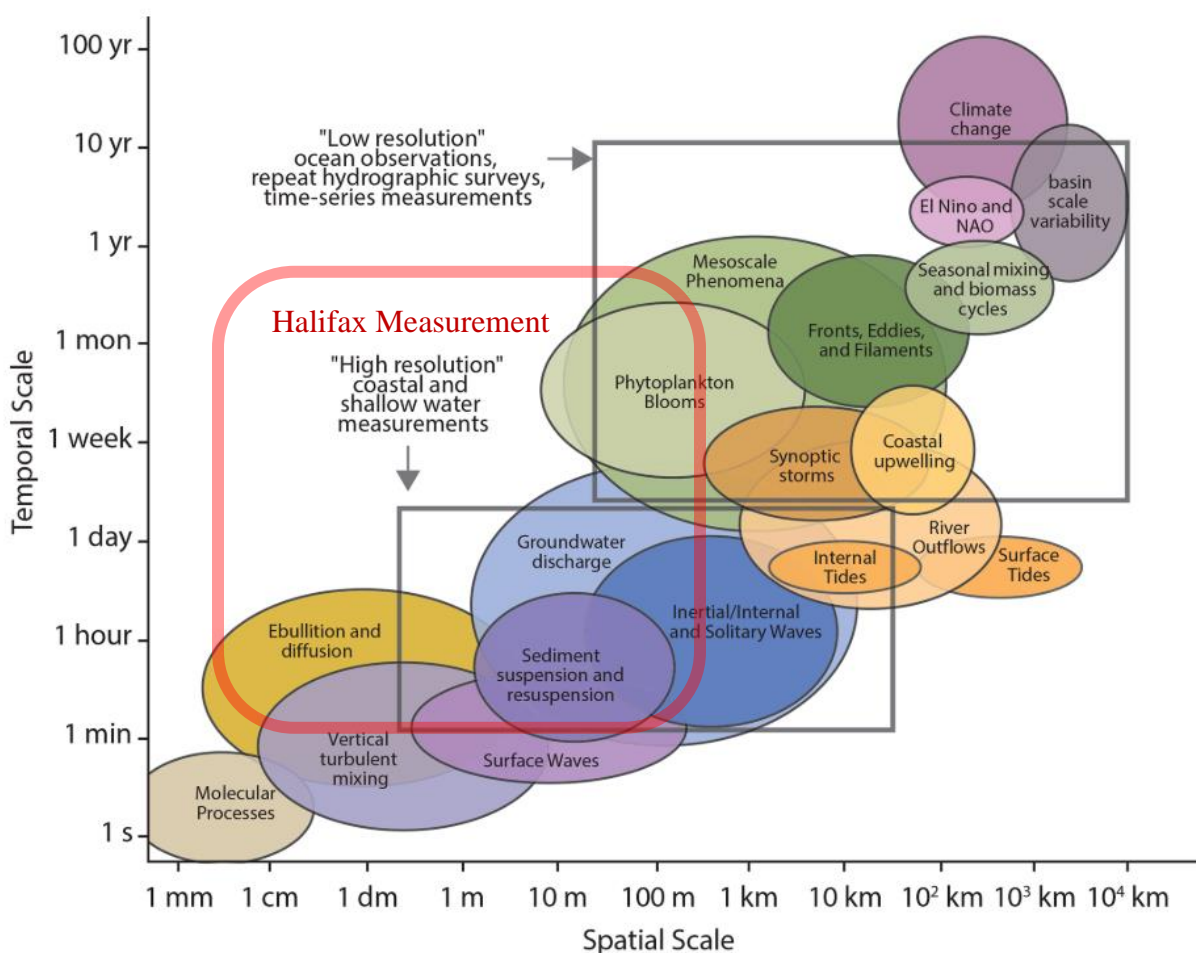 100 yr
10 yr
1 yr
1 mon
1 week
1 day
1 hour
1 min
1 s
Temporal Scale
"Low resolution"
ocean observations,
repeat hydrographic surveys,
time-series measurements
Climate
change
basin
scale
variability
El Nino and
NAO
Mesoscale
Phenomena
Seasonal mixing
and biomass
cycles
Halifax Measurement
Fronts, Eddies,
and Filaments
"High resolution"
coastal and
shallow water
measurements
Phytoplankton
Blooms
Synoptic
storms
Coastal
upwelling
Groundwater
discharge
River
Outflows
Internal
Tides
Surface
Tides
Ebullition and
diffusion
Inertial/Internal
and Solitary Waves
Sediment
suspension and
resuspension
Vertical
turbulent
mixing
Surface Waves
Molecular
Processes
1 mm
1 cm
1 dm
1 m
10 m
100 m
1 km
10 km
10² km
10³ km
10⁴ km
Spatial Scale